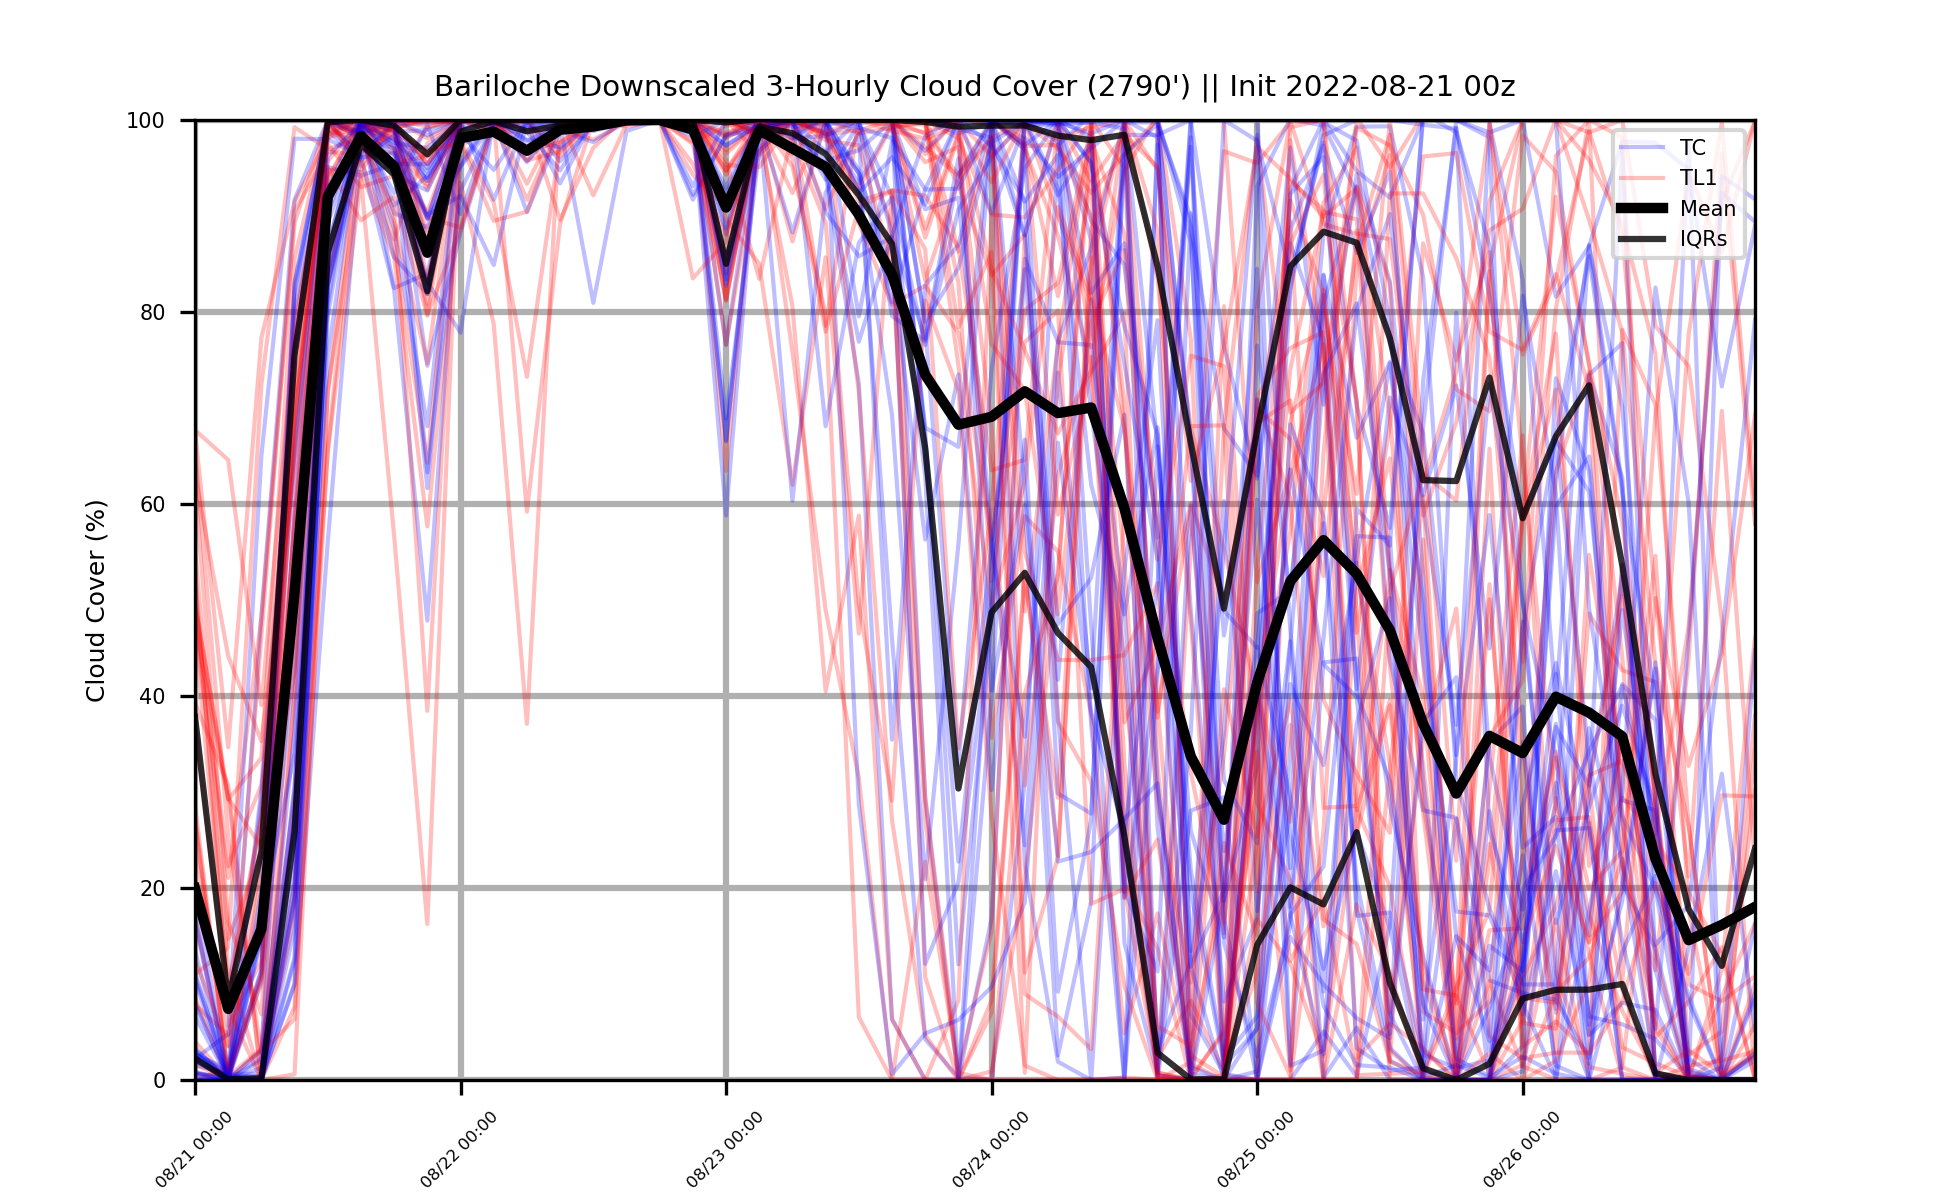 Bariloche Downscaled 3-Hourly Cloud Cover (2790') || Init 2022-08-21 00z
Cloud Cover (%)
100
80
60
40
20
0
TC
TL1
Mean
IQRs
08/21 00:00
08/22 00:00
08/23 00:00
08/24 00:00
08/25 00:00
08/26 00:00